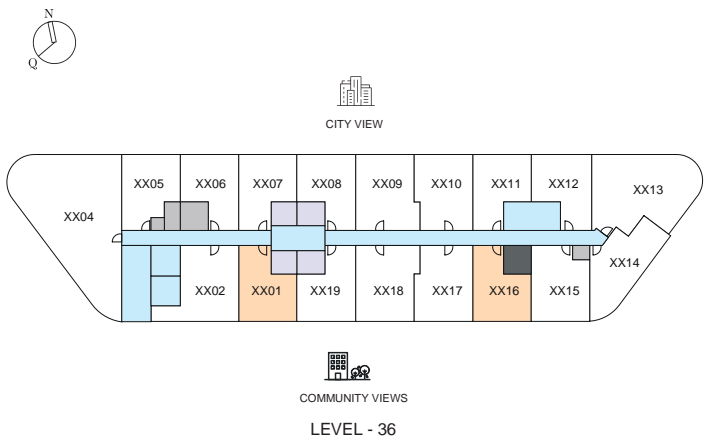 N
Q
CITY VIEW
XX05 XX06 XX07 XX08 XX09 XX10 XX11 XX12 XX13
XX04
XX14
XX02 XX01 XX19 XX18 XX17 XX16 XX15
COMMUNITY VIEWS
LEVEL - 36